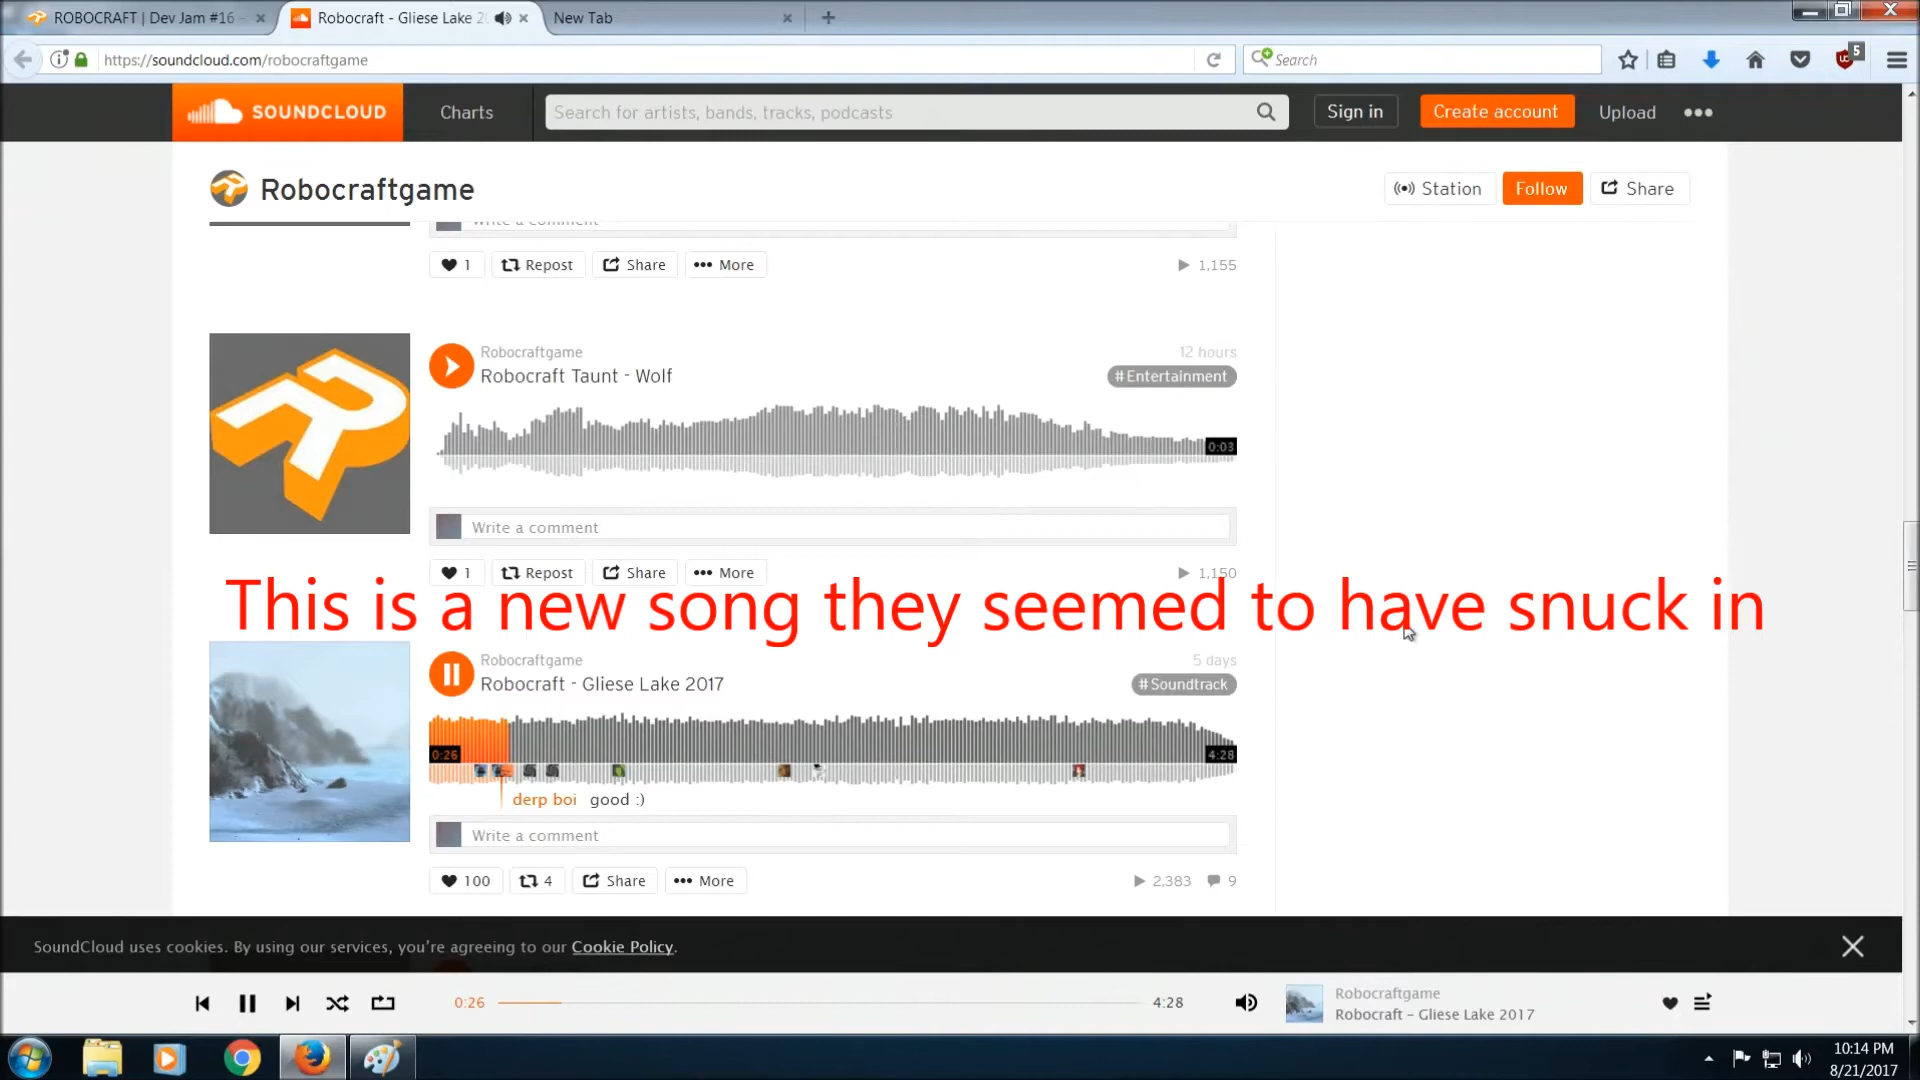 ROBOCRAFT | Dev Jam #16 -
Robocraft - Gliese Lake 20
New Tab
https://soundcloud.com/robocraftgame
Search
5
SOUNDCLOUD
Charts
Search for artists, bands, tracks, podcasts
Sign in
Create account
Upload
Robocraftgame
Station
Follow
Share
Write a comment
1
Repost
Share
More
1,155
Robocraftgame
12 hours
Robocraft Taunt - Wolf
#Entertainment
0:03
Write a comment
1
Repost
Share
More
1,150
This is a new song they seemed to have snuck in
Robocraftgame
5 days
Robocraft - Gliese Lake 2017
#Soundtrack
0:26
4:28
derp boi good :)
Write a comment
100
4
Share
More
2,383
9
SoundCloud uses cookies. By using our services, you're agreeing to our Cookie Policy.
0:26
4:28
Robocraftgame
Robocraft - Gliese Lake 2017
10:14 PM
8/21/2017